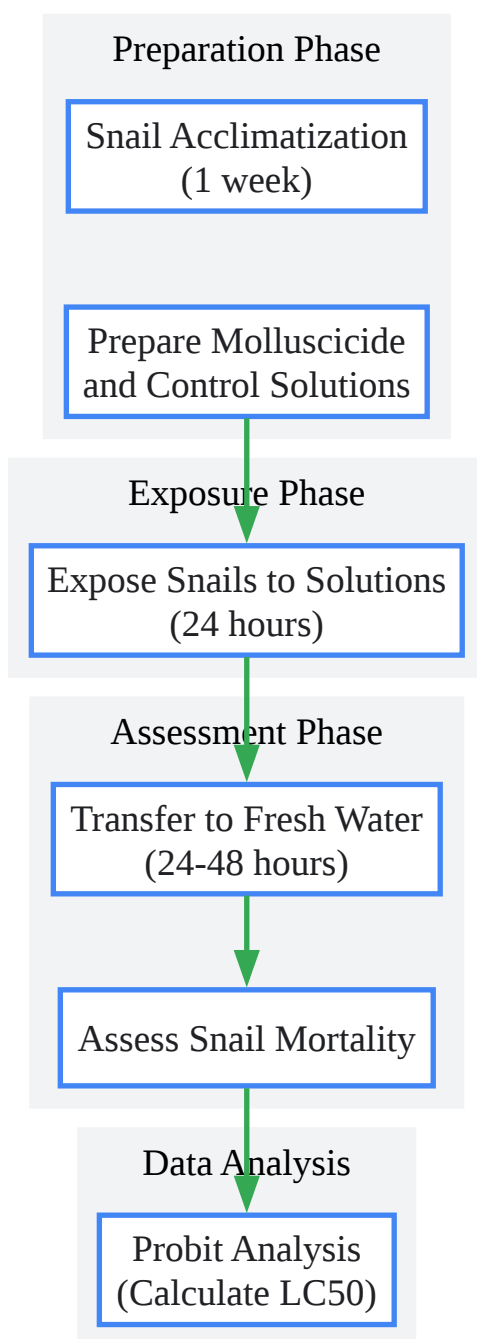 Preparation Phase
Snail Acclimatization
(1 week)
Prepare Molluscicide
and Control Solutions
Exposure Phase
Expose Snails to Solutions
(24 hours)
Assessment Phase
Transfer to Fresh Water
(24-48 hours)
Assess Snail Mortality
Data Analysis
Probit Analysis
(Calculate LC50)